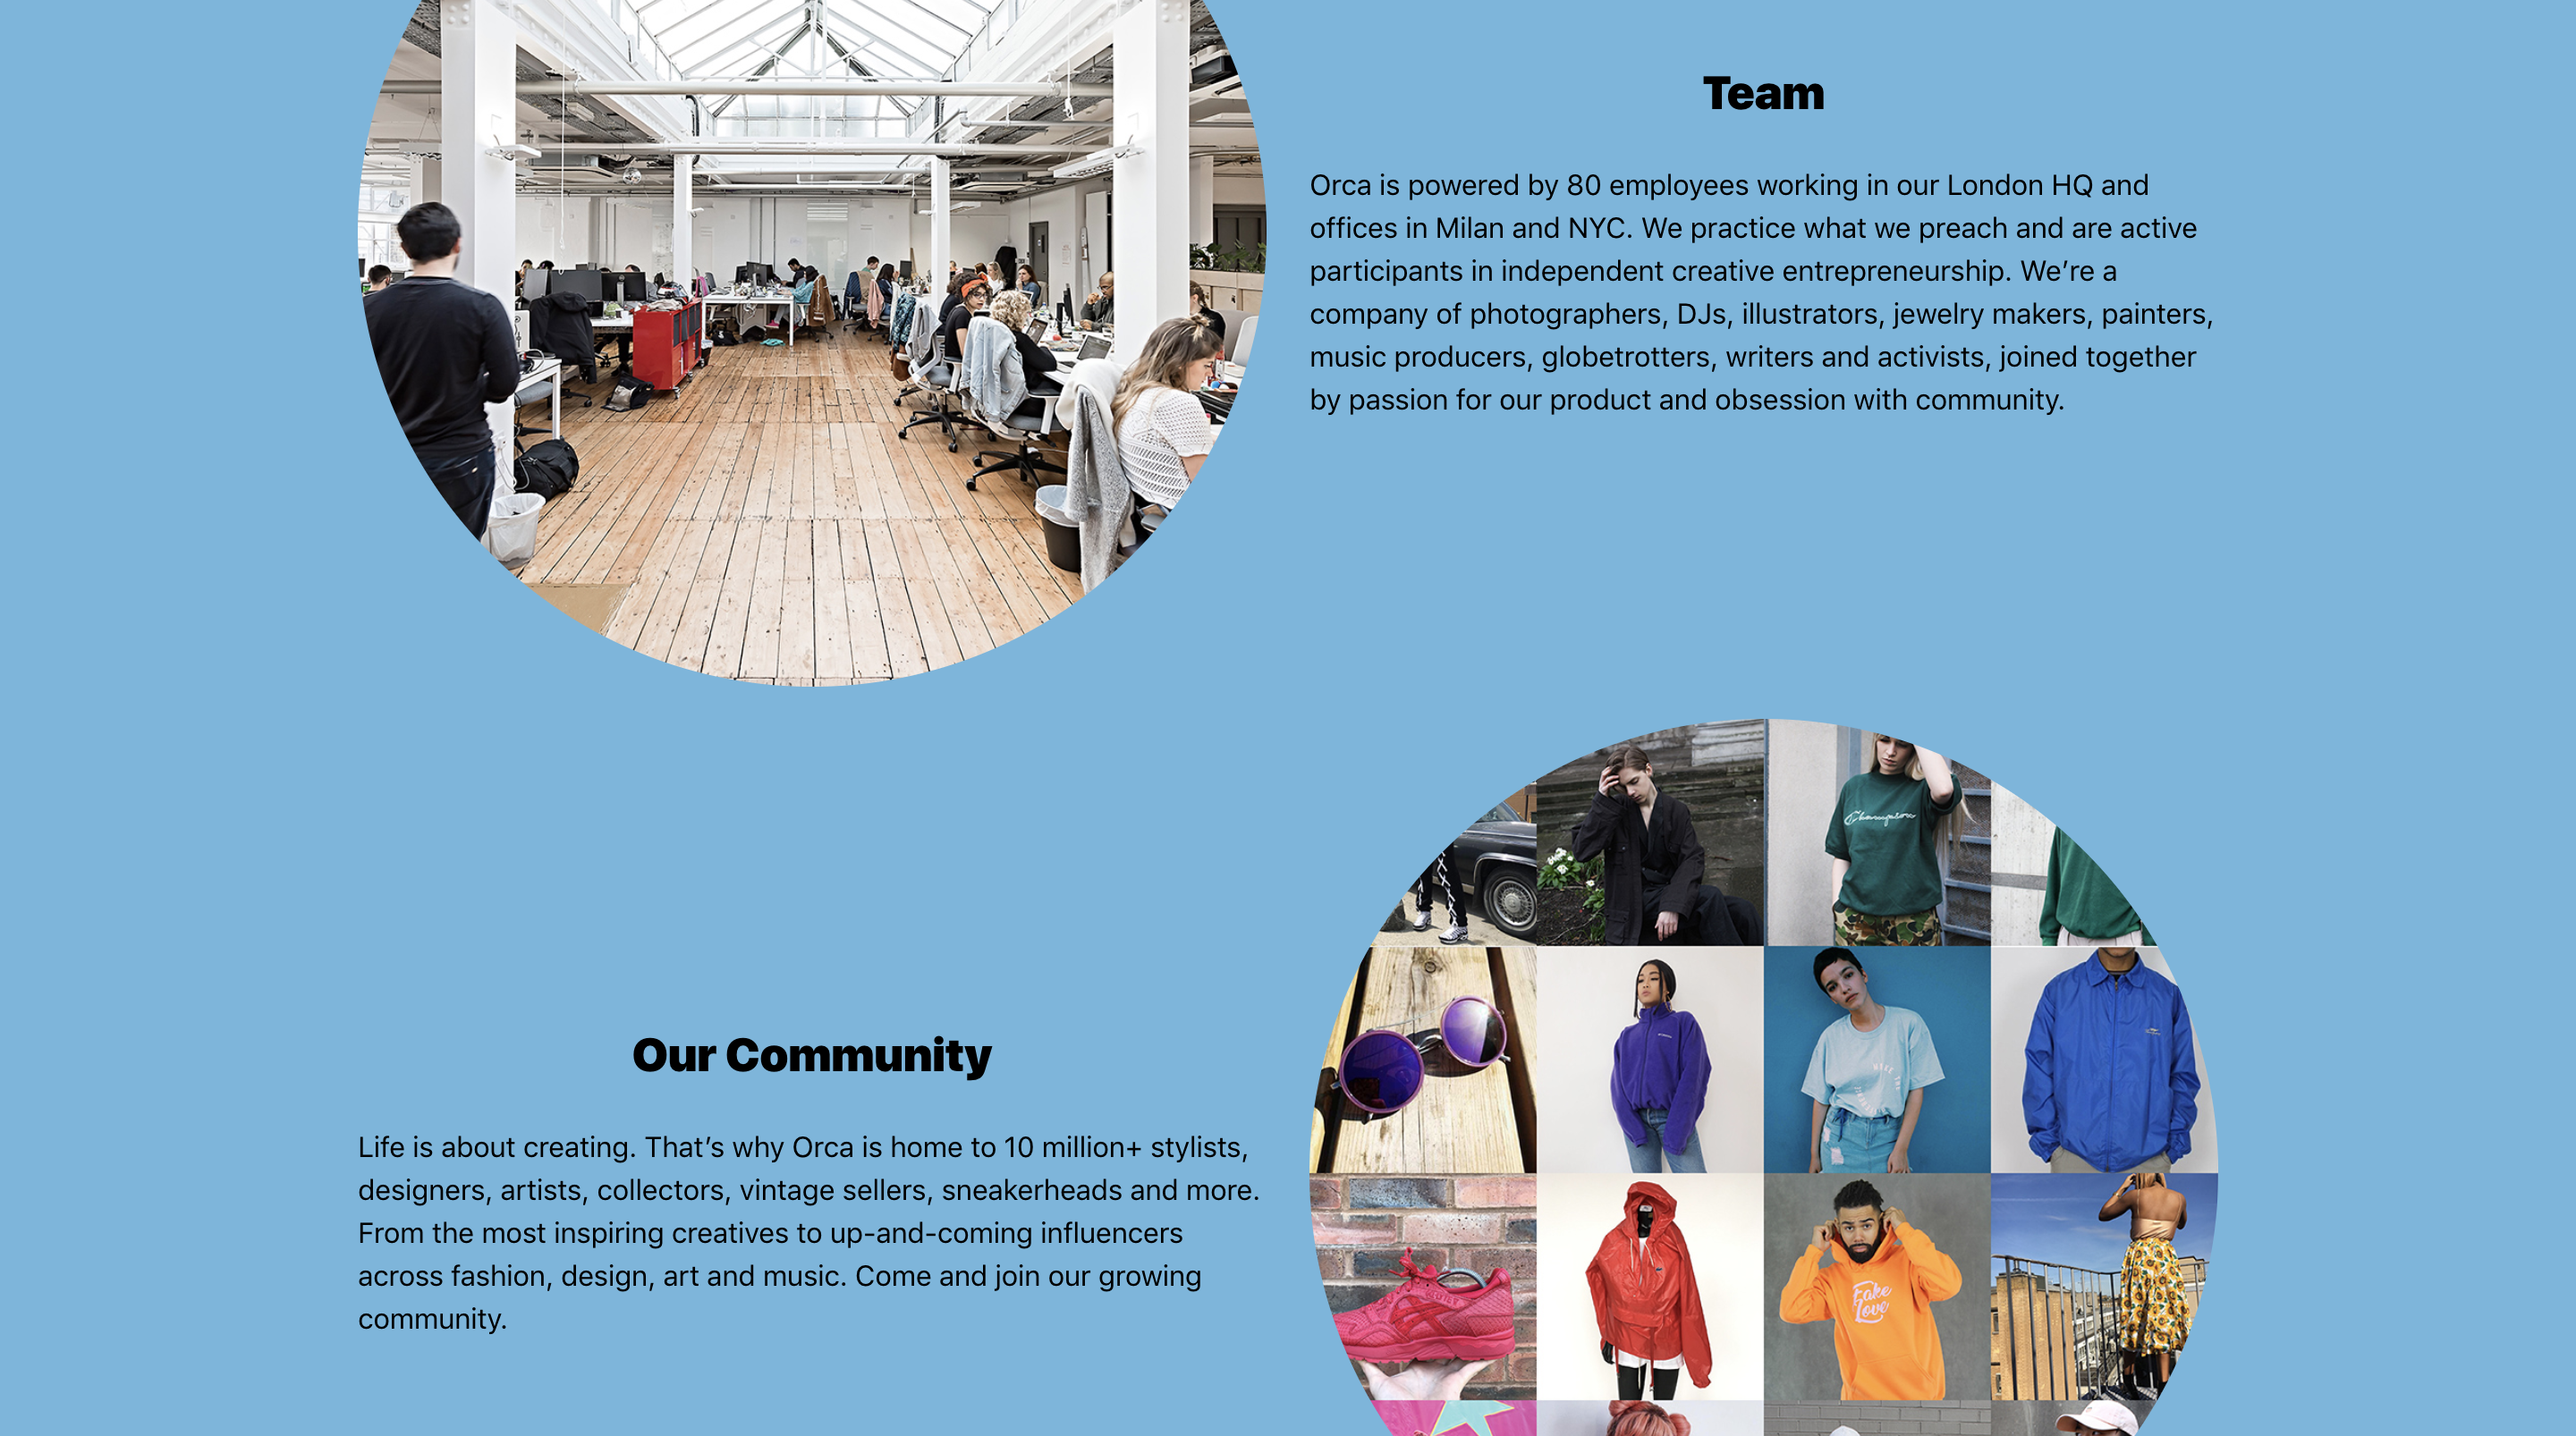 Team
Orca is powered by 80 employees working in our London HQ and
offices in Milan and NYC. We practice what we preach and are active
participants in independent creative entrepreneurship. We’re a
company of photographers, DJs, illustrators, jewelry makers, painters,
music producers, globetrotters, writers and activists, joined together
by passion for our product and obsession with community.
Champion
Our Community
Life is about creating. That’s why Orca is home to 10 million+ stylists,
designers, artists, collectors, vintage sellers, sneakerheads and more.
From the most inspiring creatives to up-and-coming influencers
across fashion, design, art and music. Come and join our growing
community.
Fake
Love